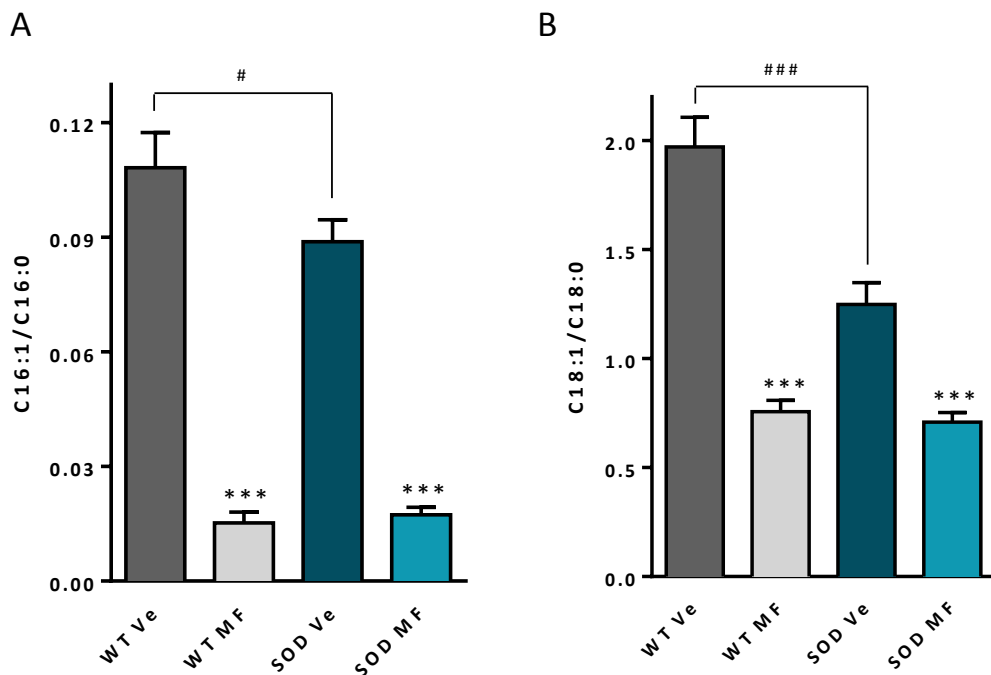 A
#
C16:1/C16:0
0.12
0.09
0.06
0.03
0.00
***
***
WT Ve
WT MF
SOD Ve
SOD MF
B
###
C18:1/C18:0
2.0
1.5
1.0
0.5
0.0
***
***
WT Ve
WT MF
SOD Ve
SOD MF